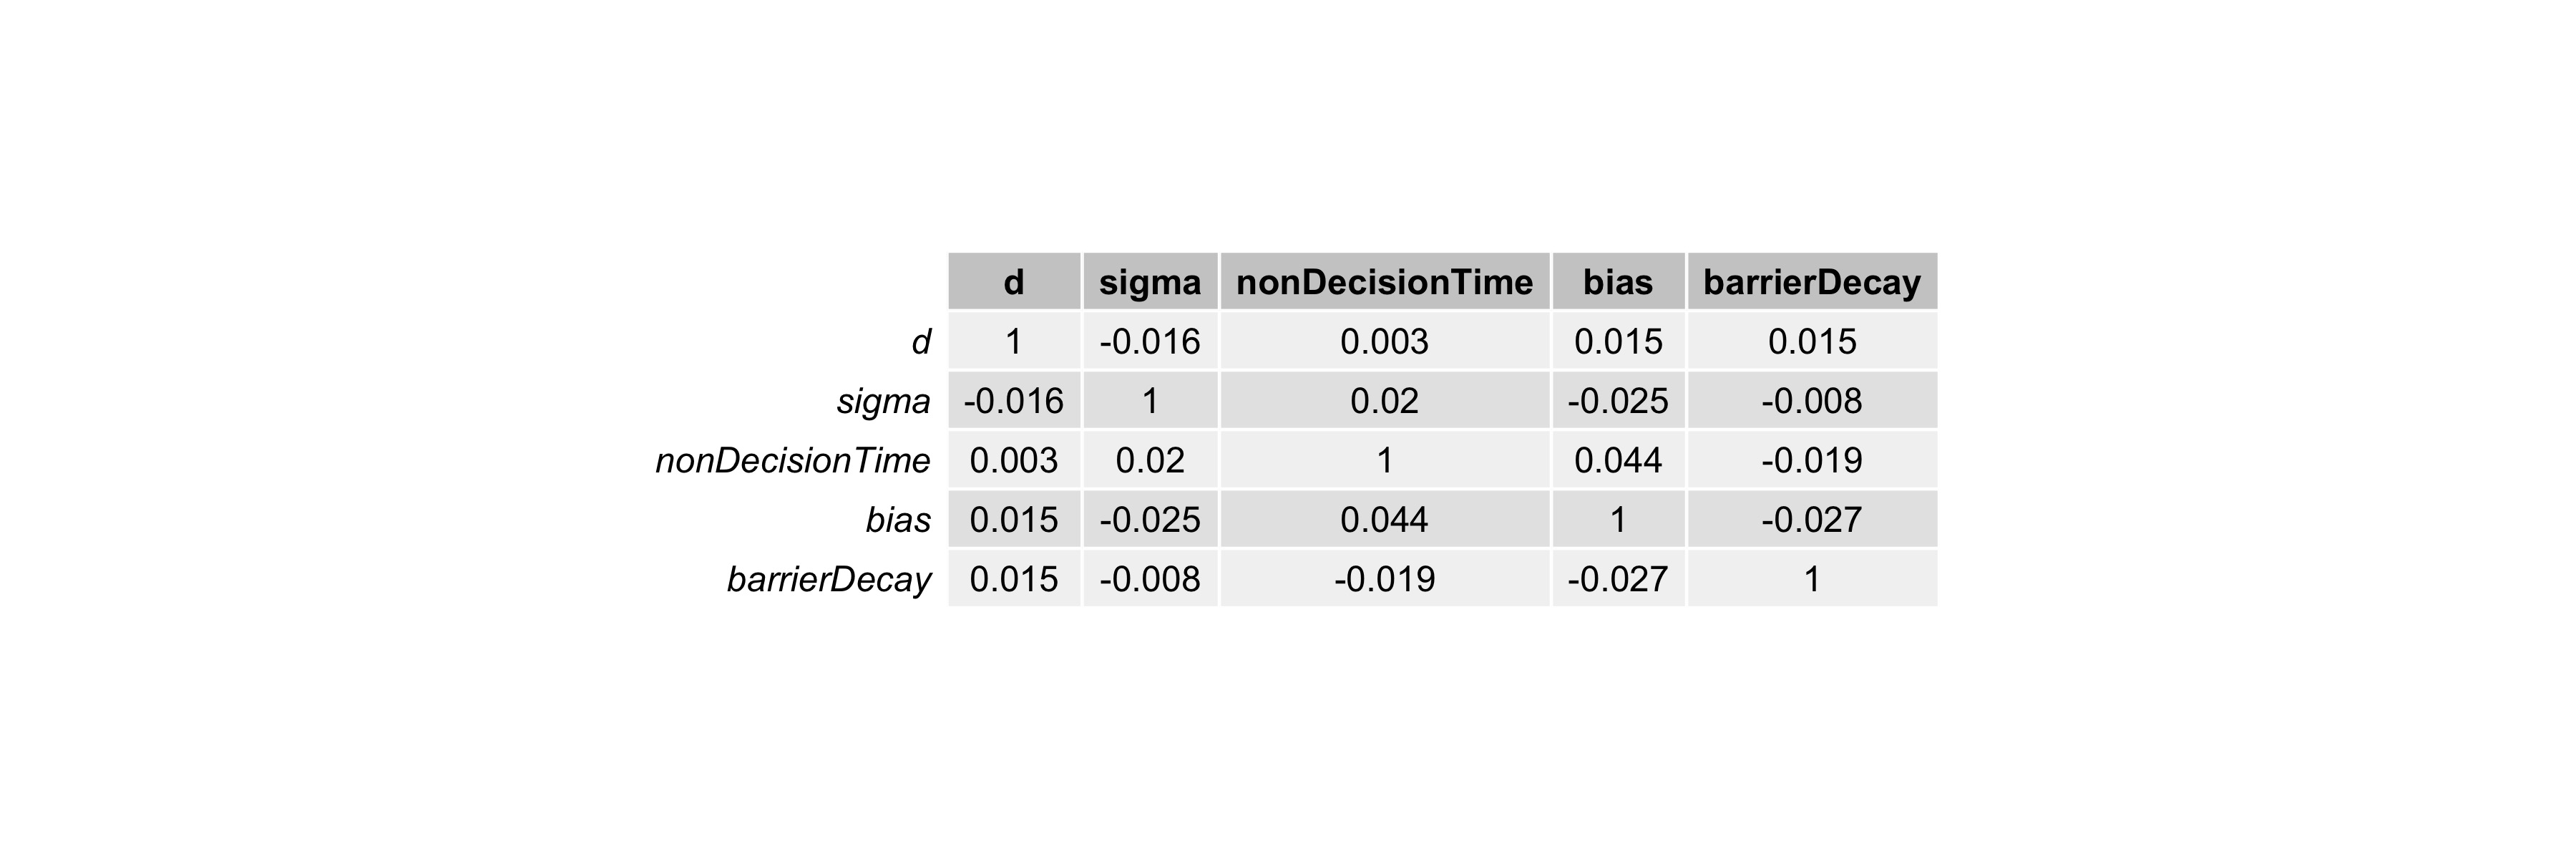 d sigma nonDecisionTime bias barrierDecay
d 1 -0.016 0.003 0.015 0.015
sigma -0.016 1 0.02 -0.025 -0.008
nonDecisionTime 0.003 0.02 1 0.044 -0.019
bias 0.015 -0.025 0.044 1 -0.027
barrierDecay 0.015 -0.008 -0.019 -0.027 1